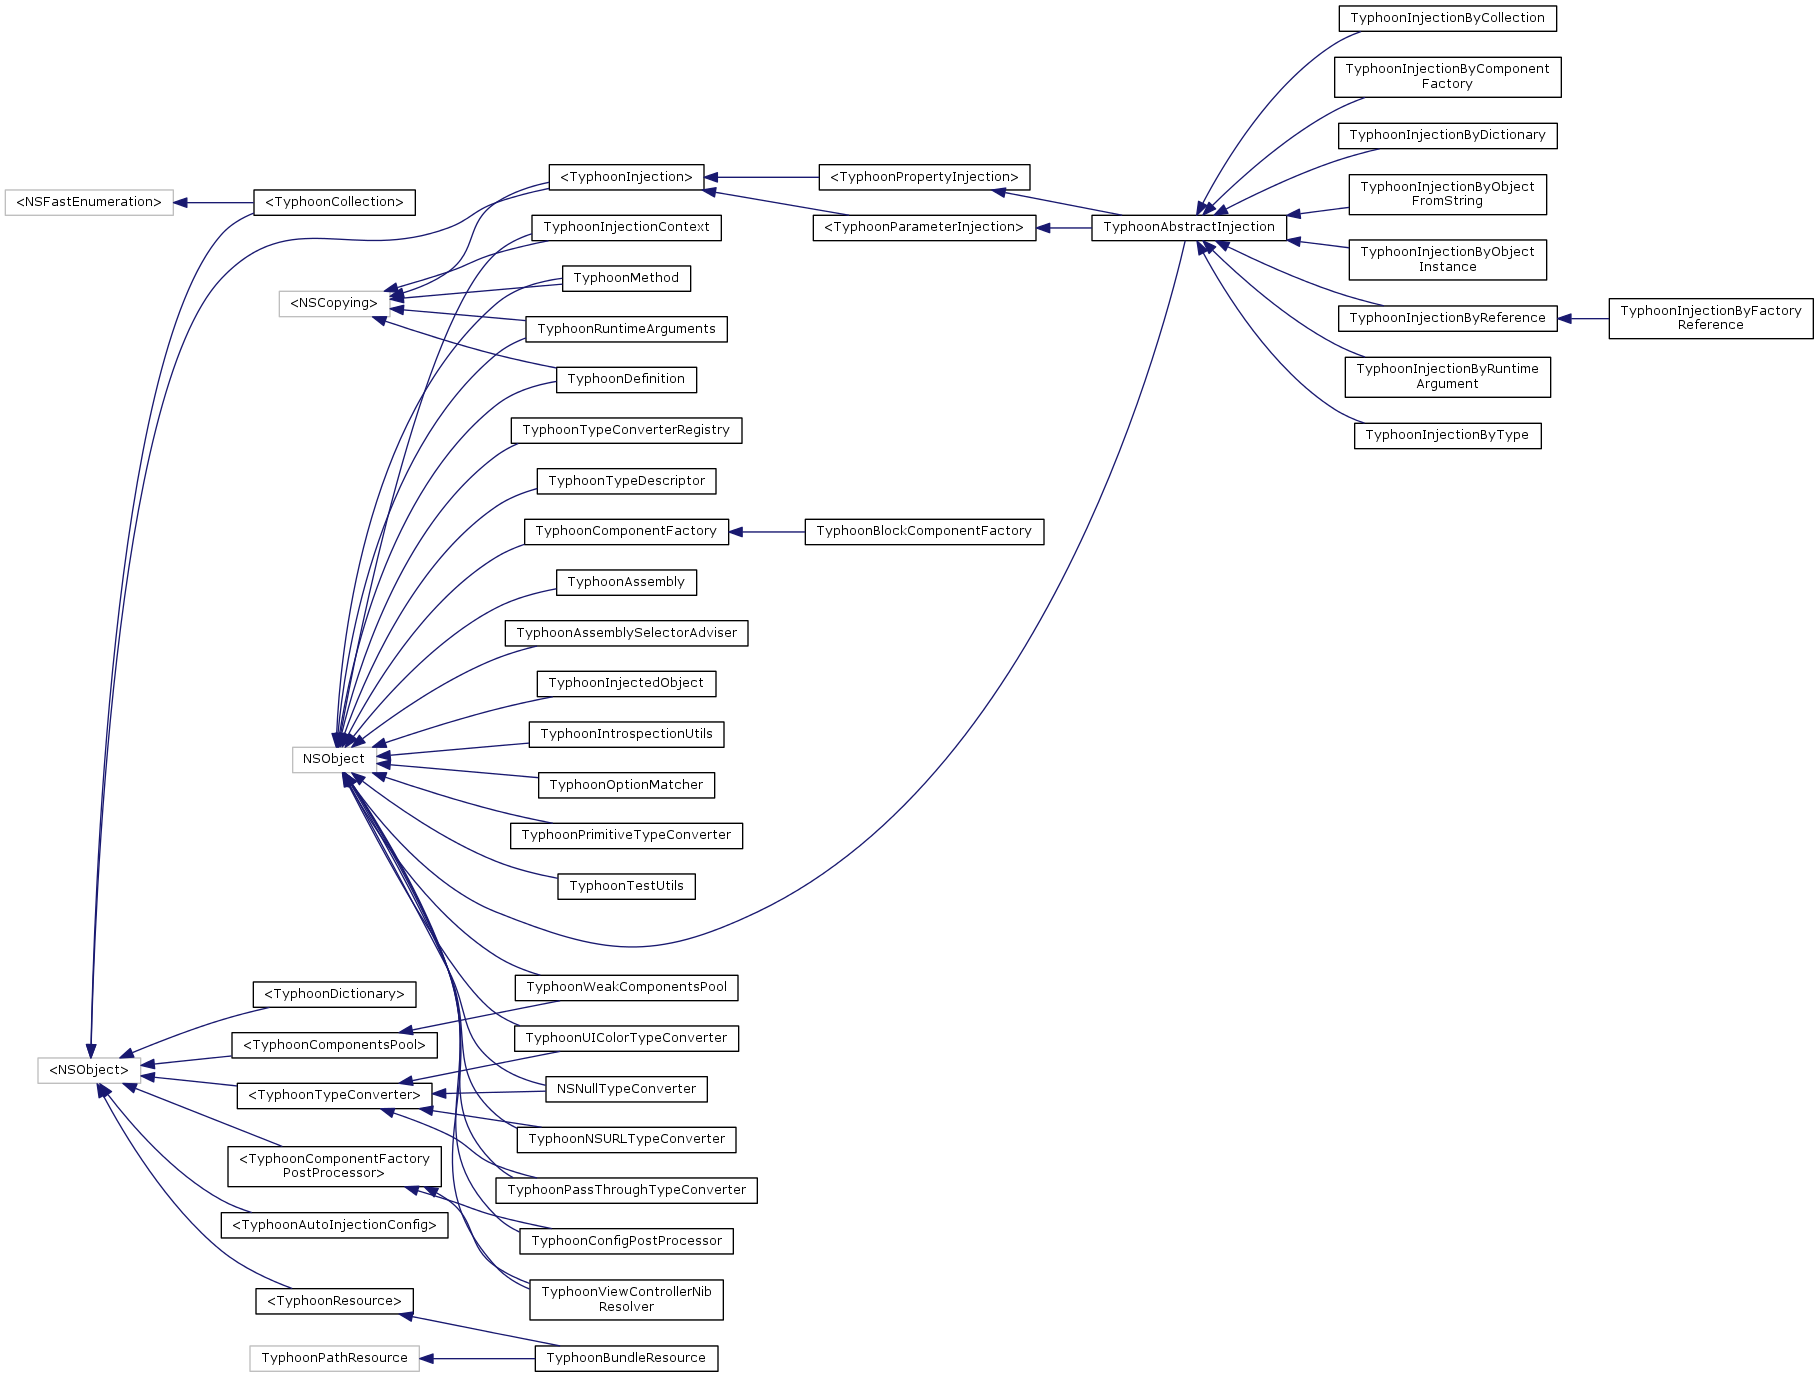 TyphoonInjectionByCollection
TyphoonInjectionByComponent
Factory
TyphoonInjectionByDictionary
<TyphoonInjection>
<TyphoonPropertyInjection>
TyphoonInjectionByObject
FromString
<NSFastEnumeration>
<TyphoonCollection>
TyphoonInjectionContext
<TyphoonParameterInjection>
TyphoonAbstractInjection
TyphoonInjectionByObject
Instance
TyphoonMethod
<NSCopying>
TyphoonInjectionByReference
TyphoonInjectionByFactory
Reference
TyphoonRuntimeArguments
TyphoonInjectionByRuntime
Argument
TyphoonDefinition
TyphoonTypeConverterRegistry
TyphoonInjectionByType
TyphoonTypeDescriptor
TyphoonComponentFactory
TyphoonBlockComponentFactory
TyphoonAssembly
TyphoonAssemblySelectorAdviser
TyphoonInjectedObject
TyphoonIntrospectionUtils
NSObject
TyphoonOptionMatcher
TyphoonPrimitiveTypeConverter
TyphoonTestUtils
TyphoonWeakComponentsPool
<TyphoonDictionary>
TyphoonUIColorTypeConverter
<TyphoonComponentsPool>
<NSObject>
NSNullTypeConverter
<TyphoonTypeConverter>
TyphoonNSURLTypeConverter
<TyphoonComponentFactory
PostProcessor>
TyphoonPassThroughTypeConverter
<TyphoonAutoInjectionConfig>
TyphoonConfigPostProcessor
<TyphoonResource>
TyphoonViewControllerNib
Resolver
TyphoonPathResource
TyphoonBundleResource